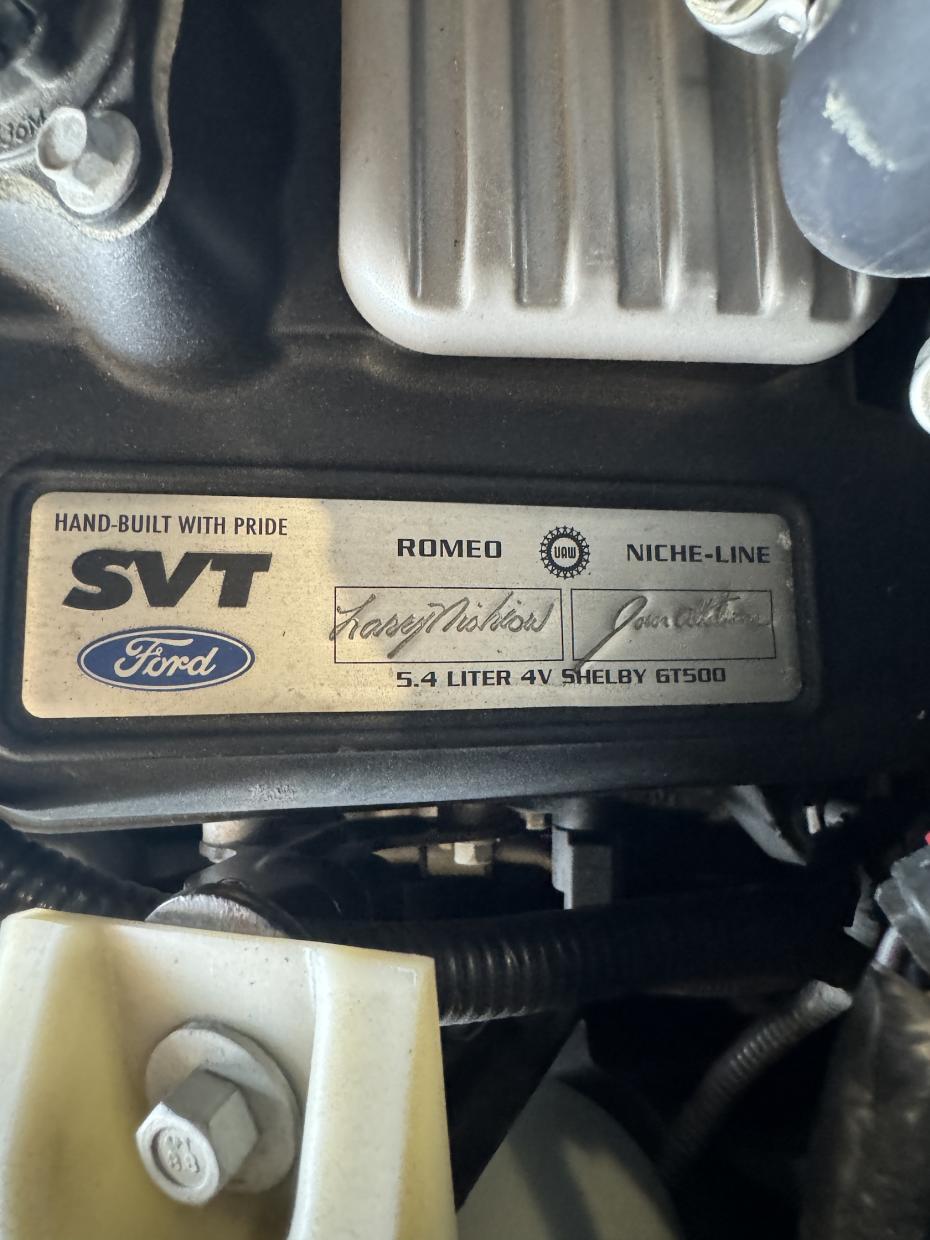 HAND-BUILT WITH PRIDE
SVT
Ford
ROMEO UAW NICHE-LINE
5.4 LITER 4V SHELBY GT500